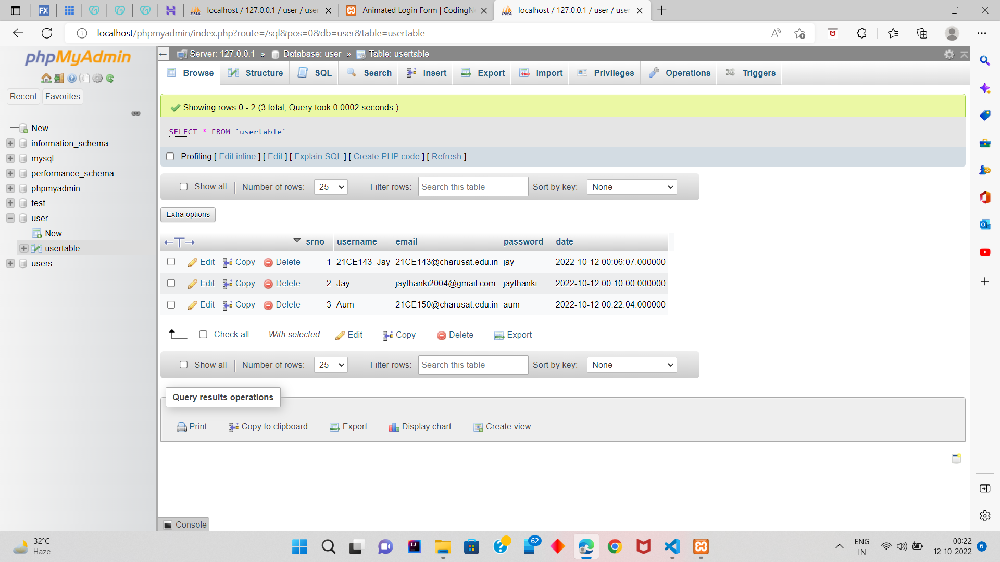 localhost / 127.0.0.1 / user / user
Animated Login Form | CodingN
localhost / 127.0.0.1 / user / user
localhost/phpmyadmin/index.php?route=/sql&pos=0&db=user&table=usertable
phpMyAdmin
Recent Favorites
New
information_schema
mysql
performance_schema
phpmyadmin
test
user
New
usertable
users
Server: 127.0.0.1 » Database: user » Table: usertable
Browse Structure SQL Search Insert Export Import Privileges Operations Triggers
Showing rows 0 - 2 (3 total, Query took 0.0002 seconds.)
SELECT * FROM `usertable`
Profiling [ Edit inline ] [ Edit ] [ Explain SQL ] [ Create PHP code ] [ Refresh ]
Show all | Number of rows: 25 Filter rows: Search this table Sort by key: None
Extra options
←T→ srno username email password date
Edit Copy Delete 1 21CE143_Jay 21CE143@charusat.edu.in jay 2022-10-12 00:06:07.000000
Edit Copy Delete 2 Jay jaythanki2004@gmail.com jaythanki 2022-10-12 00:10:00.000000
Edit Copy Delete 3 Aum 21CE150@charusat.edu.in aum 2022-10-12 00:22:04.000000
Check all With selected: Edit Copy Delete Export
Show all | Number of rows: 25 Filter rows: Search this table Sort by key: None
Query results operations
Print Copy to clipboard Export Display chart Create view
Console
32°C
Haze
62
ENG
IN
00:22
12-10-2022
6